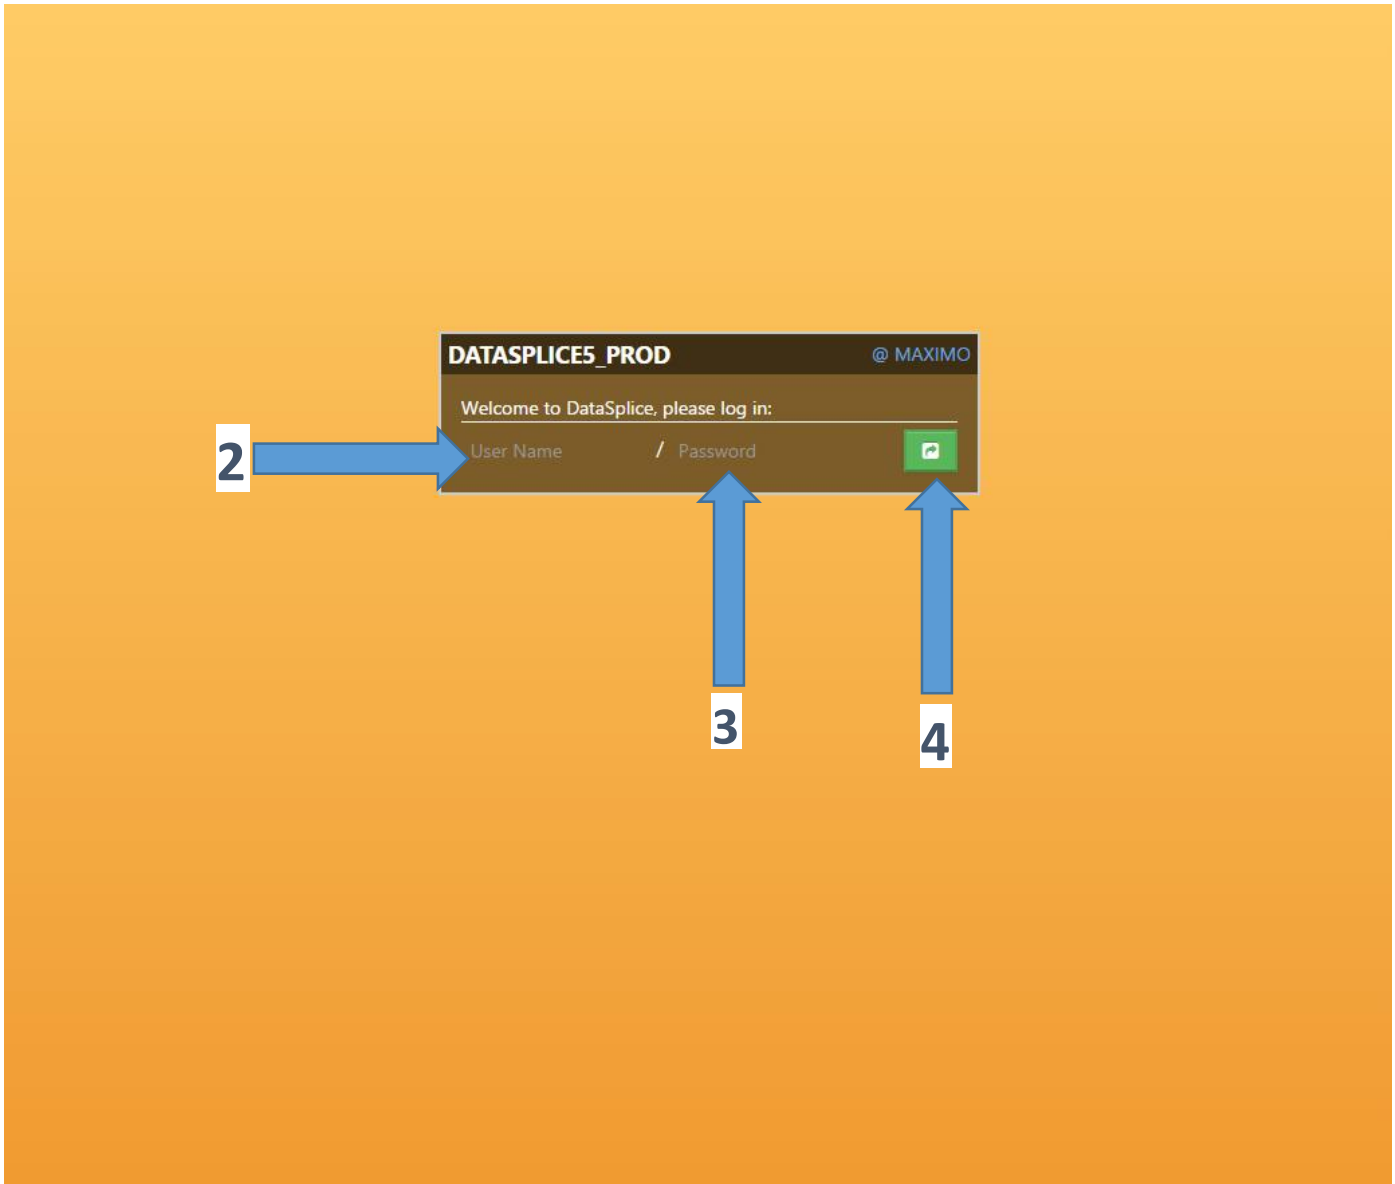 DATASPLICE5_PROD @ MAXIMO
Welcome to DataSplice, please log in:
2 User Name / Password
3
4